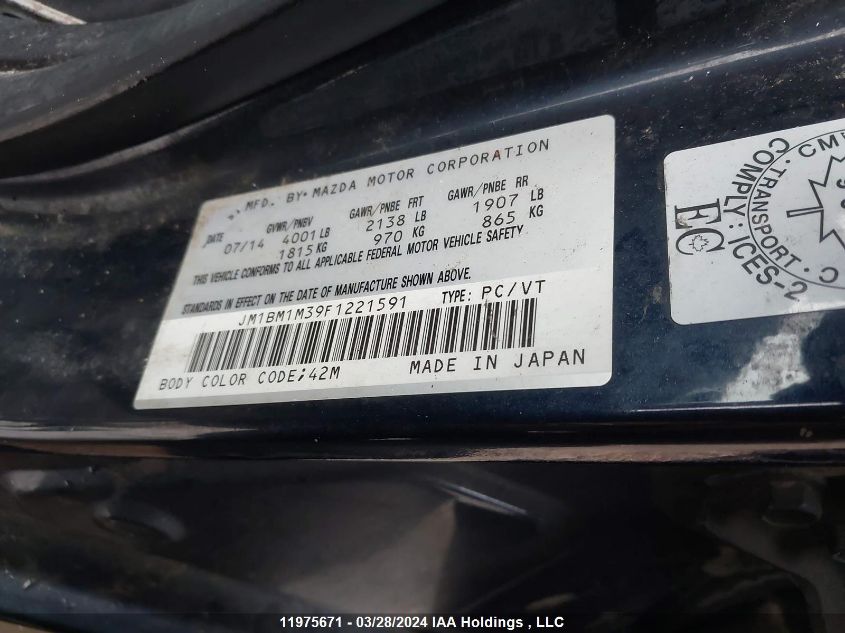 MFD. BY• MAZDA MOTOR CORPORATION
DATE GVWR/PNBV GAWR/PNBE FRT GAWR/PNBE RR
07/14 4001 LB 2138 LB 1907 LB
1815 KG 970 KG 865 KG
THIS VEHICLE CONFORMS TO ALL APPLICABLE FEDERAL MOTOR VEHICLE SAFETY
STANDARDS IN EFFECT ON THE DATE OF MANUFACTURE SHOWN ABOVE.
JM1BM1M39F1221591 TYPE: PC/VT
BODY COLOR CODE;42M MADE IN JAPAN
COMPLY: ICES-2
EC
TRANSPORT • C
11975671 - 03/28/2024 IAA Holdings , LLC